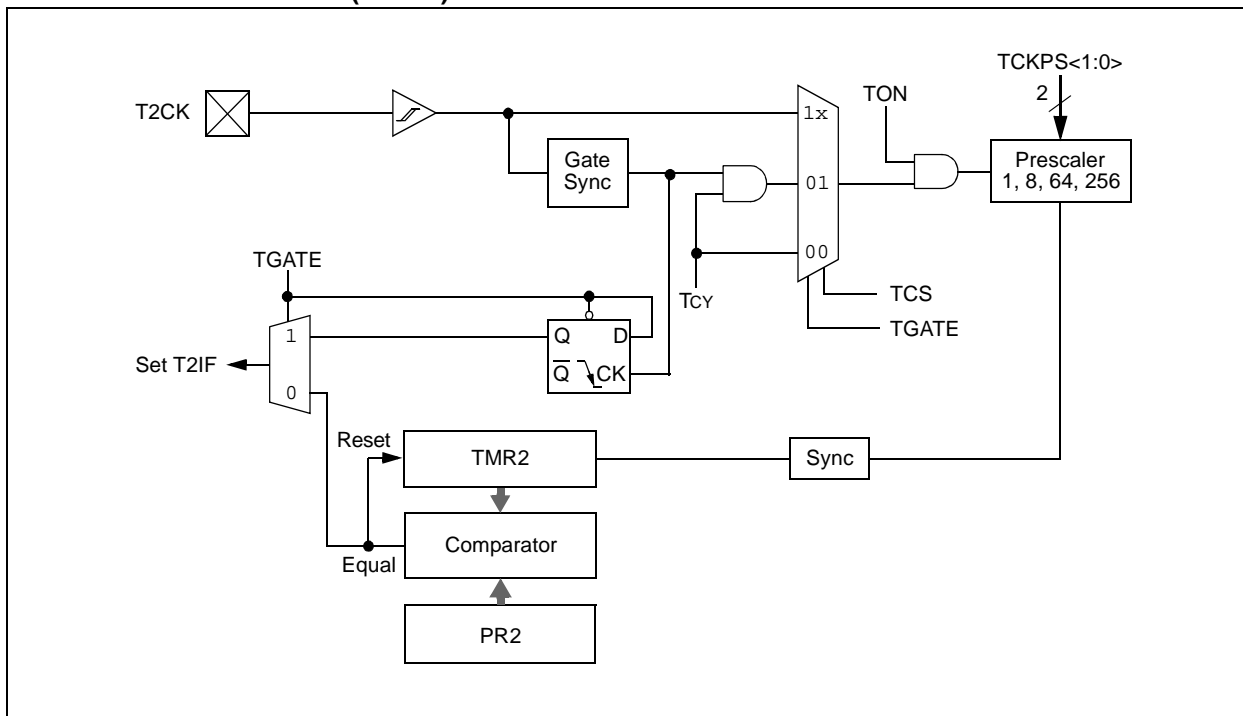 TCKPS<1:0>
2
T2CK
1x
TON
Gate
Sync
Prescaler
1, 8, 64, 256
01
00
TGATE
TCY
TCS
TGATE
1
Q
D
Set T2IF
Q
CK
0
Reset
TMR2
Sync
Comparator
Equal
PR2